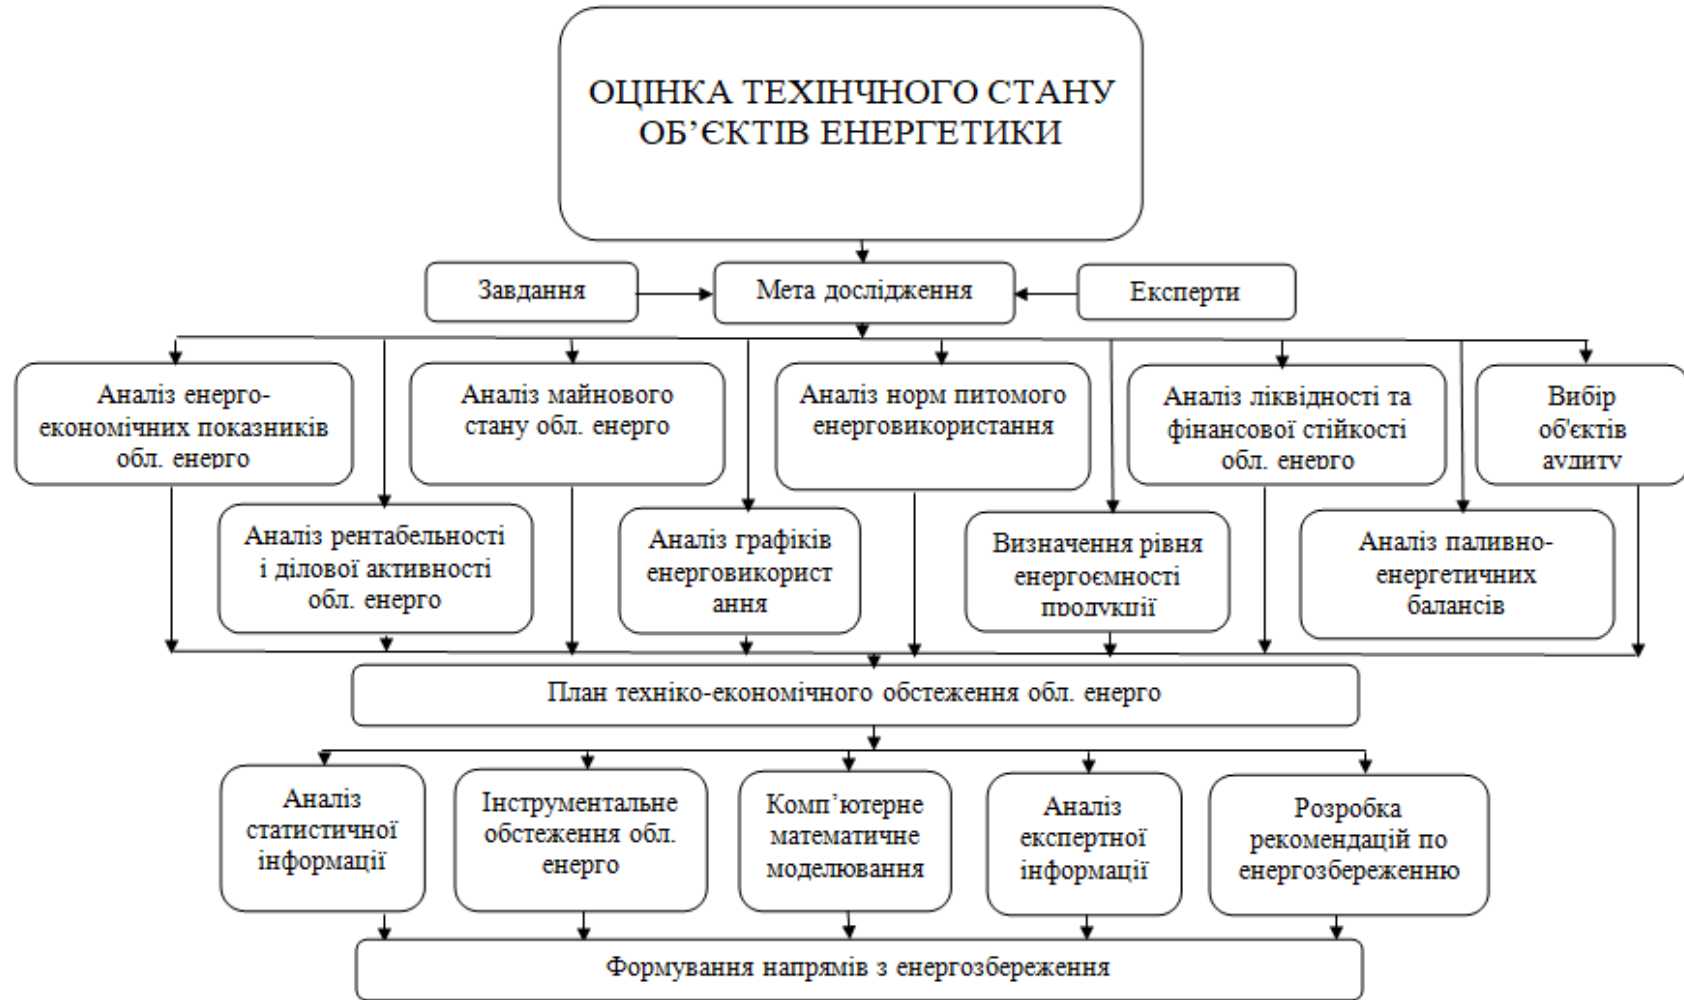 ОЦІНКА ТЕХІНЧНОГО СТАНУ
ОБ’ЄКТІВ ЕНЕРГЕТИКИ
Завдання
Мета дослідження
Експерти
Аналіз енерго-
економічних показників
обл. енерго
Аналіз майнового
стану обл. енерго
Аналіз норм питомого
енерговикористання
Аналіз ліквідності та
фінансової стійкості
обл. енерго
Вибір
об'єктів
аудиту
Аналіз рентабельності
і ділової активності
обл. енерго
Аналіз графіків
енерговикорист
ання
Визначення рівня
енергоємності
продукції
Аналіз паливно-
енергетичних
балансів
План техніко-економічного обстеження обл. енерго
Аналіз
статистичної
інформації
Інструментальне
обстеження обл.
енерго
Комп’ютерне
математичне
моделювання
Аналіз
експертної
інформації
Розробка
рекомендацій по
енергозбереженню
Формування напрямів з енергозбереження